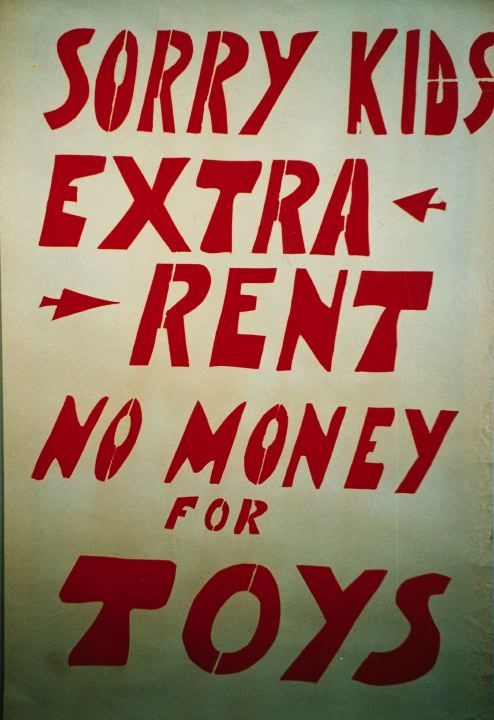 SORRY KIDS
EXTRA
RENT
NO MONEY
FOR
TOYS